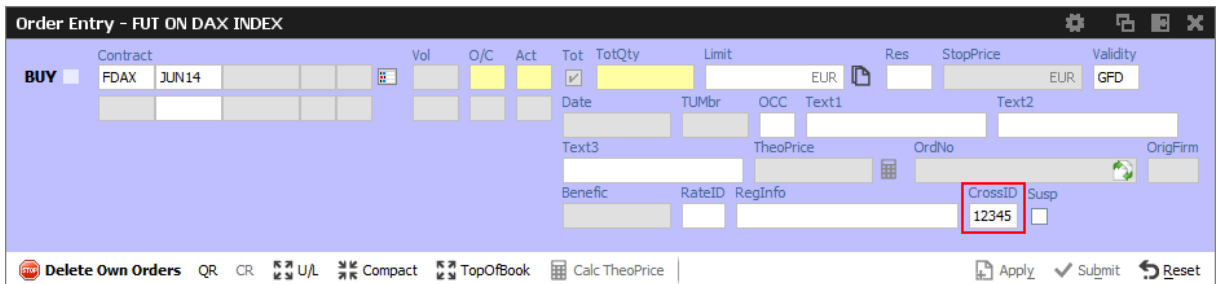 Order Entry - FUT ON DAX INDEX
Contract Vol O/C Act Tot TotQty Limit Res StopPrice Validity
BUY FDAX JUN14 EUR EUR GFD
Date TUMbr OCC Text1 Text2
Text3 TheoPrice OrdNo OrigFirm
Benefic RateID RegInfo CrossID Susp
12345
STOP Delete Own Orders QR CR U/L Compact TopOfBook Calc TheoPrice Apply Submit Reset